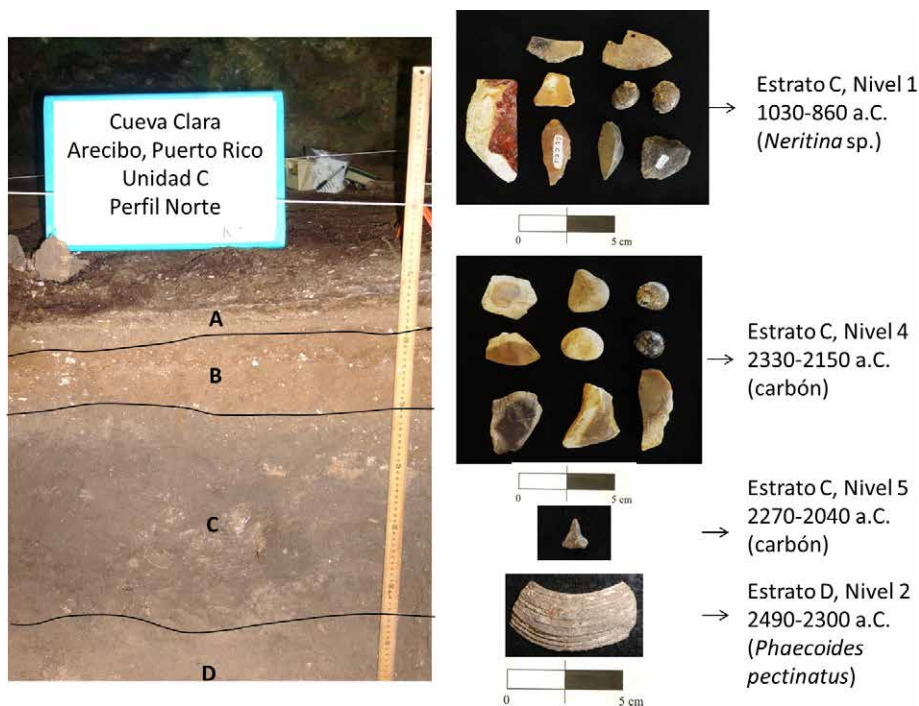 Cueva Clara
Arecibo, Puerto Rico
Unidad C
Perfil Norte
A
B
C
D
Estrato C, Nivel 1
1030-860 a.C.
(Neritina sp.)
0 5 cm
Estrato C, Nivel 4
2330-2150 a.C.
(carbón)
0 5 cm
Estrato C, Nivel 5
2270-2040 a.C.
(carbón)
Estrato D, Nivel 2
2490-2300 a.C.
(Phaecoides
pectinatus)
0 5 cm